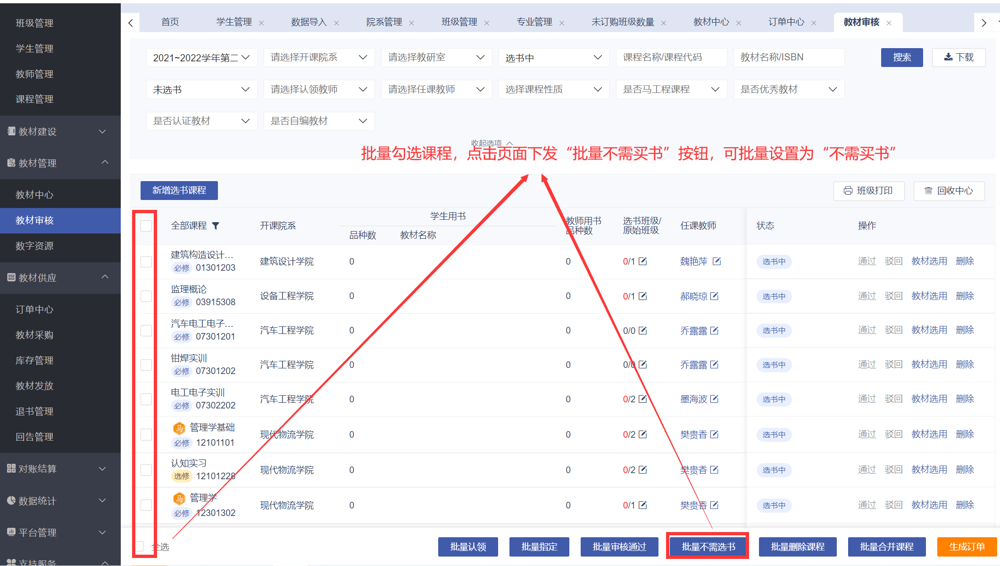 班级管理
学生管理
教师管理
课程管理
教材建设
教材管理
教材中心
教材审核
数字资源
教材供应
订单中心
教材采购
库存管理
教材发放
退书管理
回告管理
对账结算
数据统计
平台管理
支持服务
首页 学生管理 数据导入 院系管理 班级管理 专业管理 未订购班级数量 教材中心 订单中心 教材审核
2021~2022学年第二 请选择开课院系 请选择教研室 选书中 课程名称/课程代码 教材名称/ISBN 搜索 下载
未选书 请选择认领教师 请选择任课教师 选择课程性质 是否马工程课程 是否优秀教材
是否认证教材 是否自编教材
收起选项
批量勾选课程，点击页面下发“批量不需买书”按钮，可批量设置为“不需买书”
新增选书课程 班级打印 回收中心
全部课程 开课院系 学生用书 教师用书 选书班级/ 任课教师 状态 操作
品种数 教材名称 品种数 原始班级
建筑构造设计… 建筑设计学院 0 0 0/1 魏艳萍 选书中 通过 驳回 教材选用 删除
必修 01301203
监理概论 设备工程学院 0 0 0/1 郝晓琼 选书中 通过 驳回 教材选用 删除
必修 03915308
汽车电工电子… 汽车工程学院 0 0 0/0 乔露露 选书中 通过 驳回 教材选用 删除
必修 07301201
钳焊实训 汽车工程学院 0 0 0/0 乔露露 选书中 通过 驳回 教材选用 删除
必修 07301202
电工电子实训 汽车工程学院 0 0 0/2 墨海波 选书中 通过 驳回 教材选用 删除
必修 07302202
马 管理学基础 现代物流学院 0 0 0/2 樊贵香 选书中 通过 驳回 教材选用 删除
必修 12101101
认知实习 现代物流学院 0 0 0/2 樊贵香 选书中 通过 驳回 教材选用 删除
选修 12101228
马 管理学 现代物流学院 0 0 0/1 樊贵香 选书中 通过 驳回 教材选用 删除
必修 12301302
全选 批量认领 批量指定 批量审核通过 批量不需选书 批量删除课程 批量合并课程 生成订单